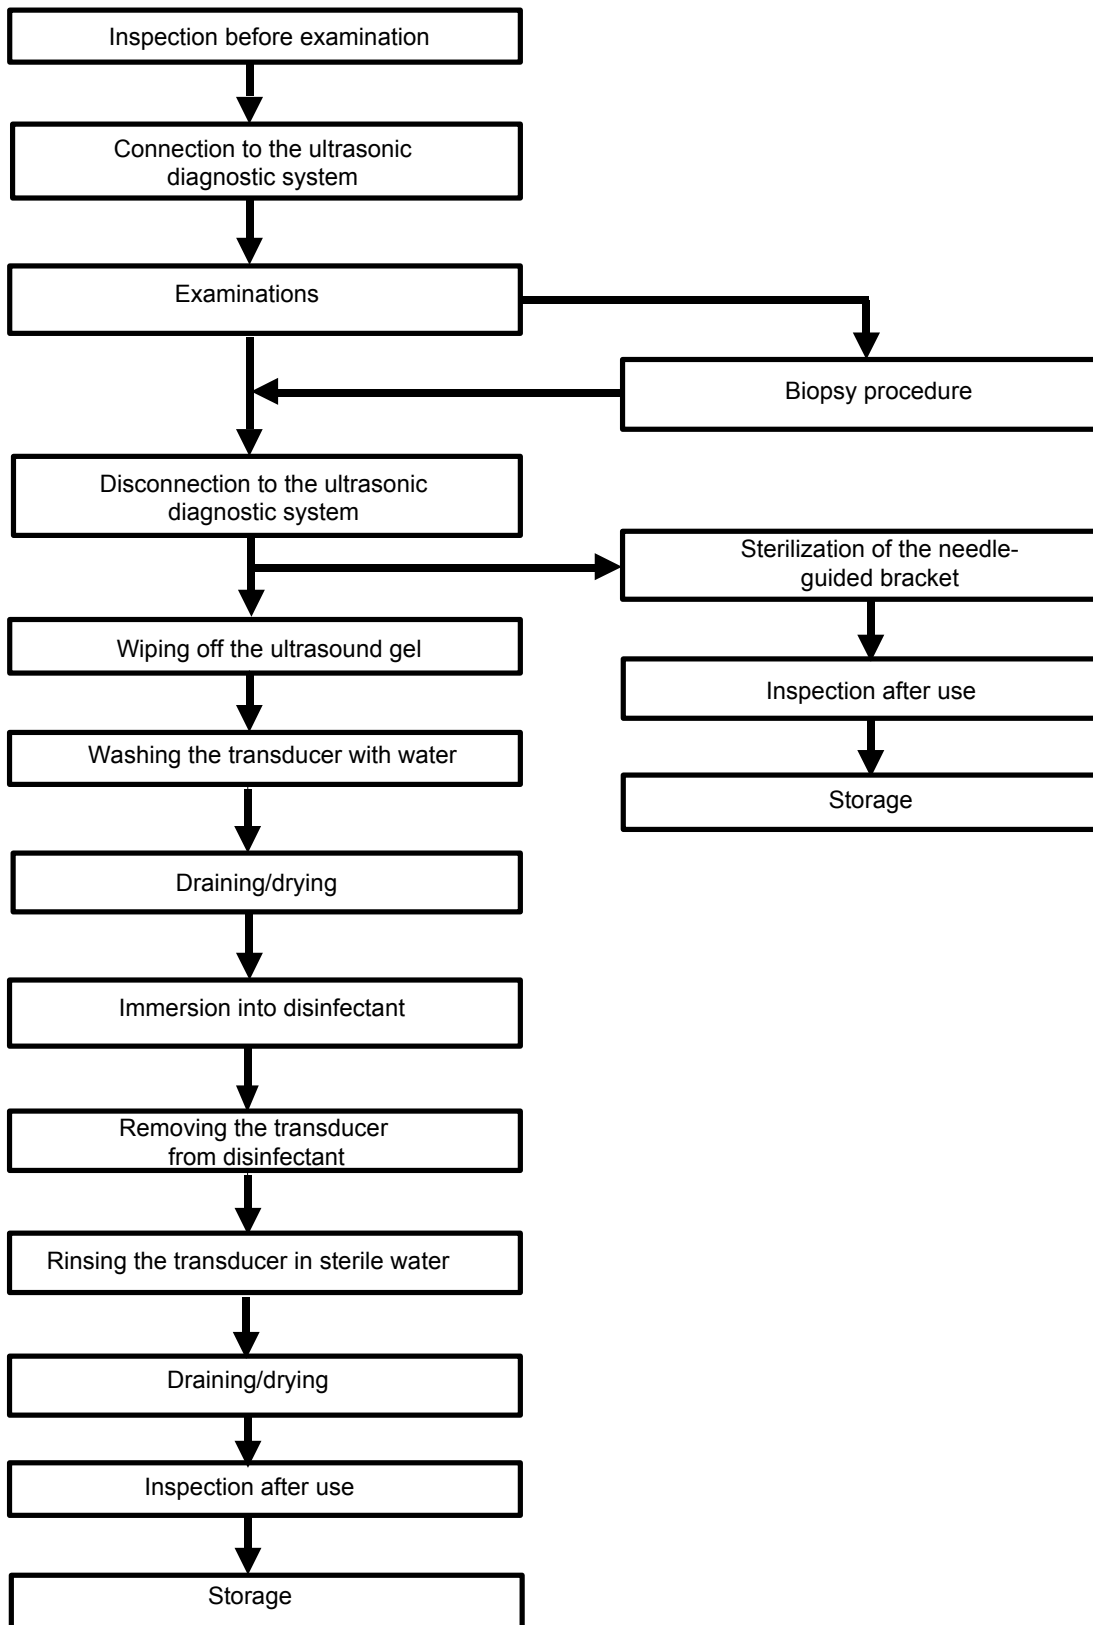 Inspection before examination
Connection to the ultrasonic
diagnostic system
Examinations
Biopsy procedure
Disconnection to the ultrasonic
diagnostic system
Sterilization of the needle-
guided bracket
Wiping off the ultrasound gel
Inspection after use
Washing the transducer with water
Storage
Draining/drying
Immersion into disinfectant
Removing the transducer
from disinfectant
Rinsing the transducer in sterile water
Draining/drying
Inspection after use
Storage